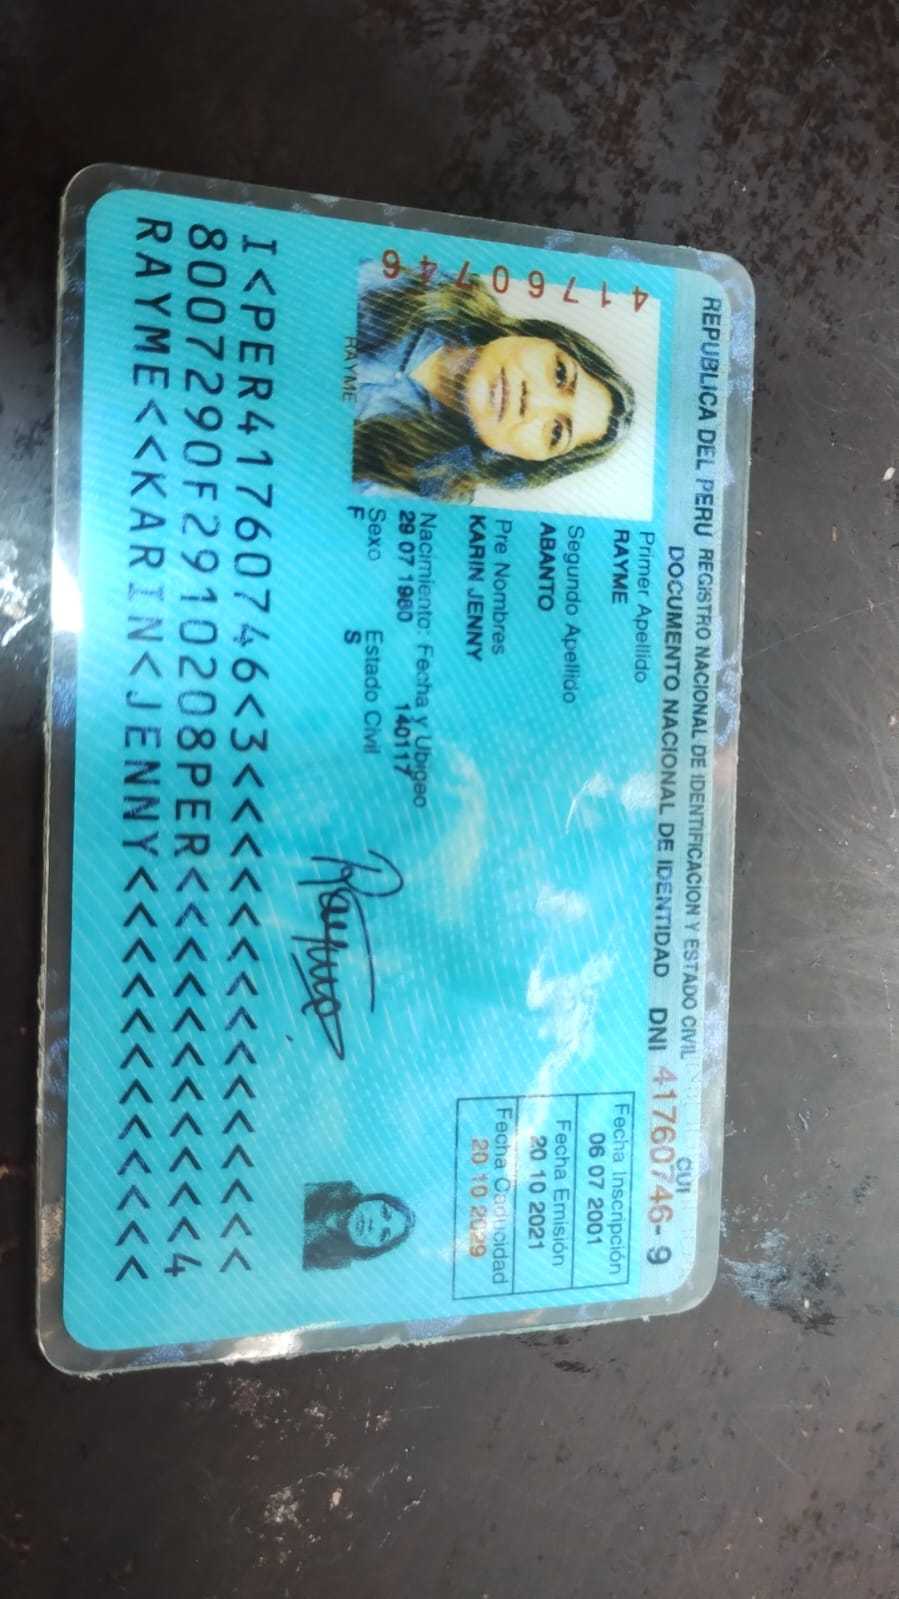 REPUBLICA DEL PERU REGISTRO NACIONAL DE IDENTIFICACION Y ESTADO CIVIL
CUI
DOCUMENTO NACIONAL DE IDENTIDAD DNI 41760746-9
41760746
Primer Apellido
RAYME
Segundo Apellido
ABANTO
Pre Nombres
KARIN JENNY
Nacimiento: Fecha y Ubigeo
29 07 1980 140117
Sexo Estado Civil
F S
RAYME
Fecha Inscripción
06 07 2001
Fecha Emisión
20 10 2021
Fecha Caducidad
20 10 2029
Rayme
I<PER41760746<3<<<<<<<<<<<<<<<
8007290F2910208PER<<<<<<<<<<<4
RAYME<<KARIN<JENNY<<<<<<<<<<<<